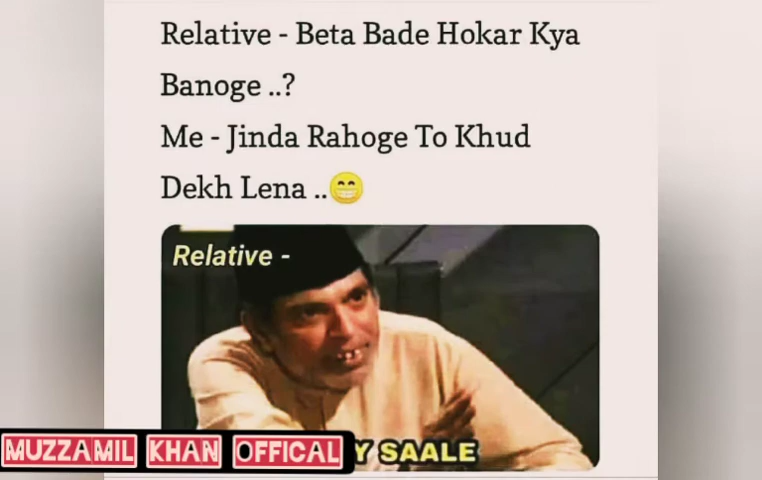 Relative - Beta Bade Hokar Kya
Banoge ..?
Me - Jinda Rahoge To Khud
Dekh Lena ..😁
Relative -
MUZZAMIL KHAN OFFICAL
Y SAALE